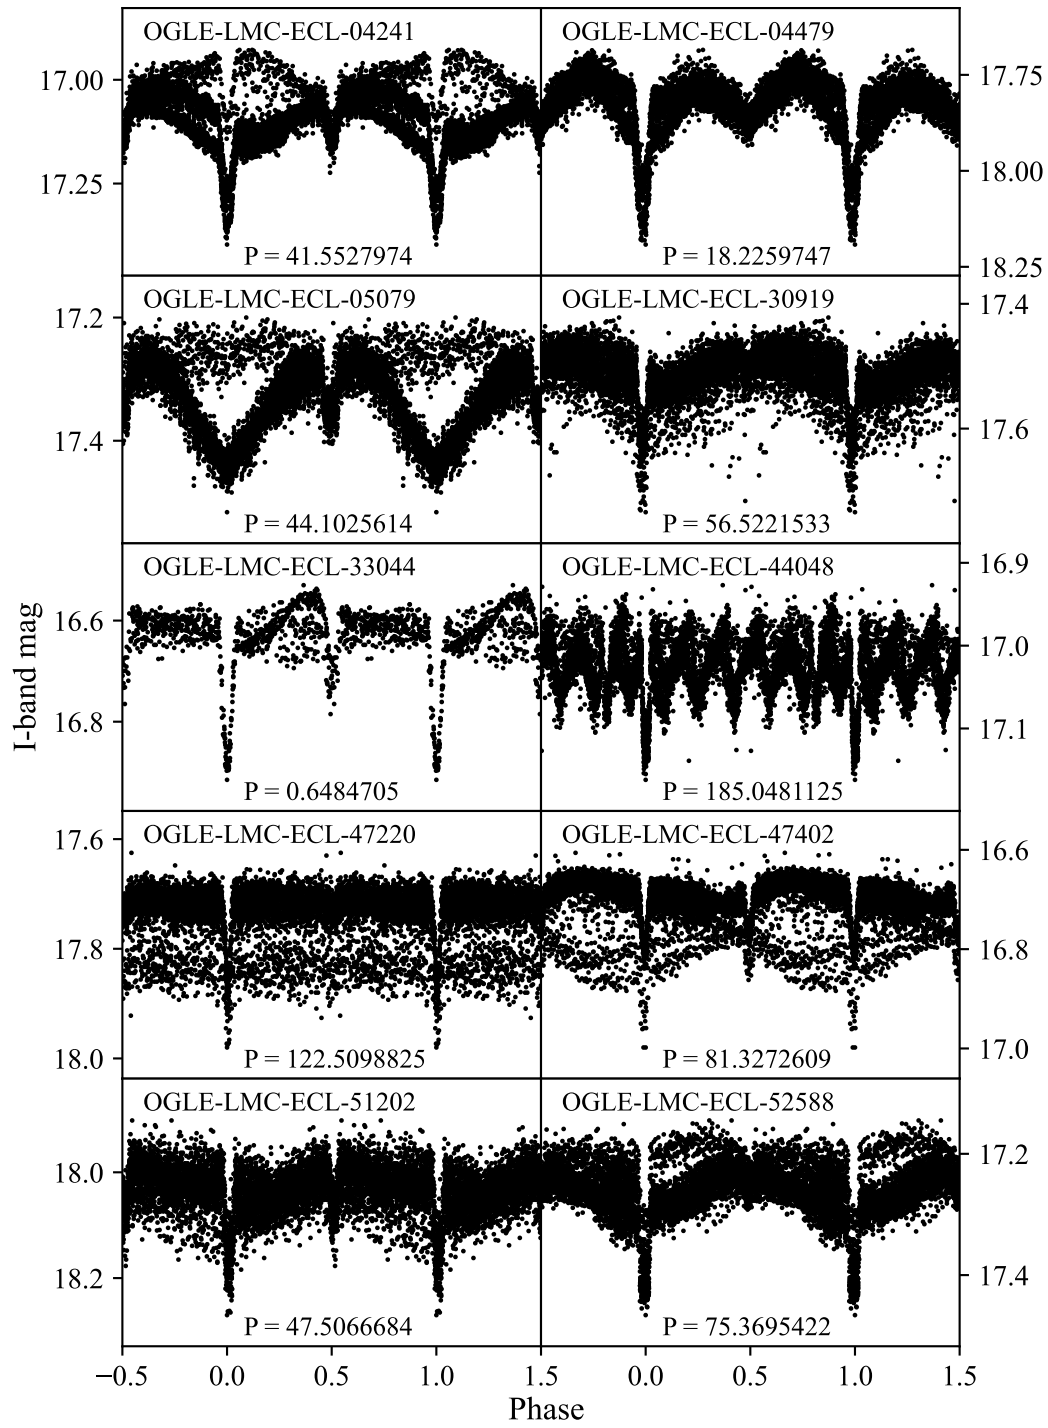 OGLE-LMC-ECL-04241
OGLE-LMC-ECL-04479
17.00
17.25
17.75
18.00
18.25
P = 41.5527974
P = 18.2259747
OGLE-LMC-ECL-05079
OGLE-LMC-ECL-30919
17.2
17.4
17.4
17.6
P = 44.1025614
P = 56.5221533
OGLE-LMC-ECL-33044
OGLE-LMC-ECL-44048
16.6
16.8
16.9
17.0
17.1
P = 0.6484705
P = 185.0481125
I-band mag
OGLE-LMC-ECL-47220
OGLE-LMC-ECL-47402
17.6
17.8
18.0
16.6
16.8
17.0
P = 122.5098825
P = 81.3272609
OGLE-LMC-ECL-51202
OGLE-LMC-ECL-52588
18.0
18.2
17.2
17.4
P = 47.5066684
P = 75.3695422
−0.5 0.0 0.5 1.0 1.5 0.0 0.5 1.0 1.5
Phase